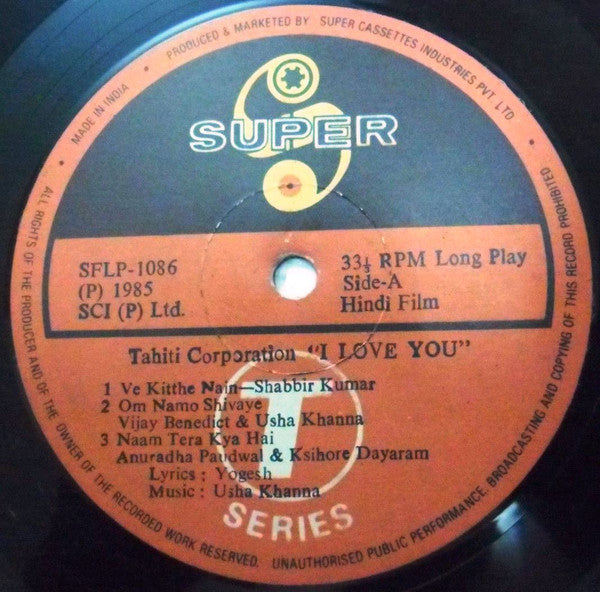 PRODUCED & MARKETED BY • SUPER CASSETTES INDUSTRIES PVT. LTD
MADE IN INDIA •
SUPER
SFLP-1086
(P) 1985
SCI (P) Ltd.
33⅓ RPM Long Play
Side-A
Hindi Film
Tahiti Corporation "I LOVE YOU"
1 Ve Kitthe Nain—Shabbir Kumar
2 Om Namo Shivaye
Vijay Benedict & Usha Khanna
3 Naam Tera Kya Hai
Anuradha Paudwal & Ksihore Dayaram
Lyrics : Yogesh
Music : Usha Khanna
T
SERIES
ALL RIGHTS OF THE PRODUCER AND OF THE OWNER OF THE RECORDED WORK RESERVED. UNAUTHORISED PUBLIC PERFORMANCE, BROADCASTING AND COPYING OF THIS RECORD PROHIBITED